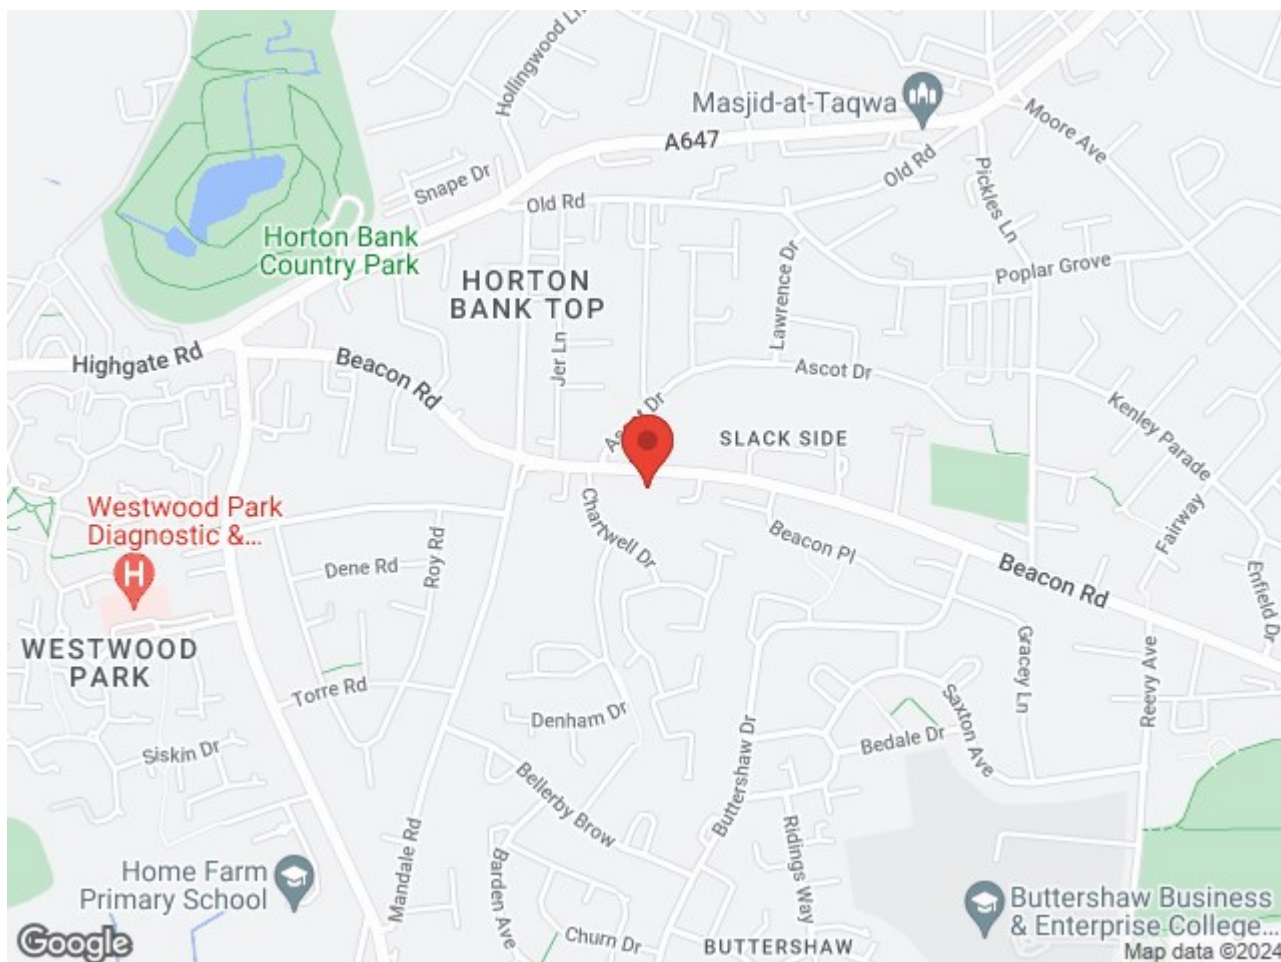 Hollingwood Ln
Masjid-at-Taqwa
A647
Moore Ave
Snape Dr
Old Rd
Old Rd
Pickles Ln
Horton Bank
Country Park
HORTON
BANK TOP
Lawrence Dr
Poplar Grove
Highgate Rd
Beacon Rd
Jer Ln
Ascot Dr
Kenley Parade
SLACK SIDE
Westwood Park
Diagnostic &...
H
Chartwell Dr
Beacon Pl
Fairway
Dene Rd
Roy Rd
Beacon Rd
Enfield Dr
WESTWOOD
PARK
Gracey Ln
Reevy Ave
Torre Rd
Denham Dr
Saxton Ave
Siskin Dr
Bedale Dr
Buttershaw Dr
Bellerby Brow
Mandale Rd
Ridings Way
Home Farm
Primary School
Barden Ave
Buttershaw Business
& Enterprise College...
Churn Dr
BUTTERSHAW
Google
Map data ©2024